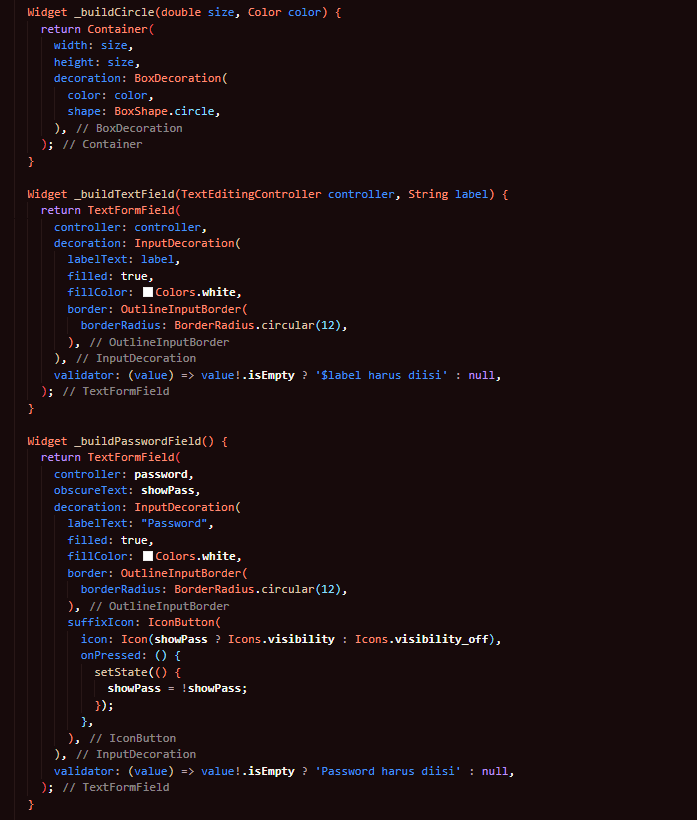 Widget _buildCircle(double size, Color color) {
  return Container(
    width: size,
    height: size,
    decoration: BoxDecoration(
      color: color,
      shape: BoxShape.circle,
    ), // BoxDecoration
  ); // Container
}

Widget _buildTextField(TextEditingController controller, String label) {
  return TextFormField(
    controller: controller,
    decoration: InputDecoration(
      labelText: label,
      filled: true,
      fillColor: Colors.white,
      border: OutlineInputBorder(
        borderRadius: BorderRadius.circular(12),
      ), // OutlineInputBorder
    ), // InputDecoration
    validator: (value) => value!.isEmpty ? '$label harus diisi' : null,
  ); // TextFormField
}

Widget _buildPasswordField() {
  return TextFormField(
    controller: password,
    obscureText: showPass,
    decoration: InputDecoration(
      labelText: "Password",
      filled: true,
      fillColor: Colors.white,
      border: OutlineInputBorder(
        borderRadius: BorderRadius.circular(12),
      ), // OutlineInputBorder
      suffixIcon: IconButton(
        icon: Icon(showPass ? Icons.visibility : Icons.visibility_off),
        onPressed: () {
          setState(() {
            showPass = !showPass;
          });
        },
      ), // IconButton
    ), // InputDecoration
    validator: (value) => value!.isEmpty ? 'Password harus diisi' : null,
  ); // TextFormField
}